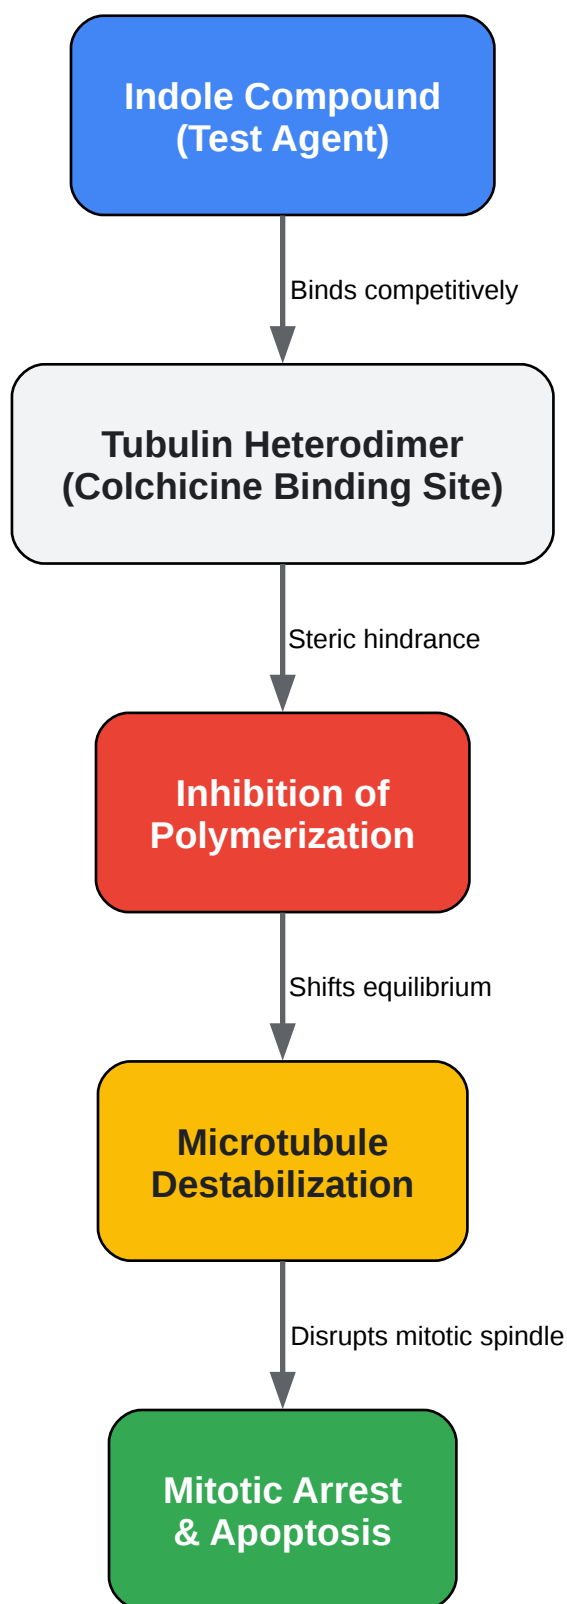 Indole Compound
(Test Agent)
Binds competitively
Tubulin Heterodimer
(Colchicine Binding Site)
Steric hindrance
Inhibition of
Polymerization
Shifts equilibrium
Microtubule
Destabilization
Disrupts mitotic spindle
Mitotic Arrest
& Apoptosis